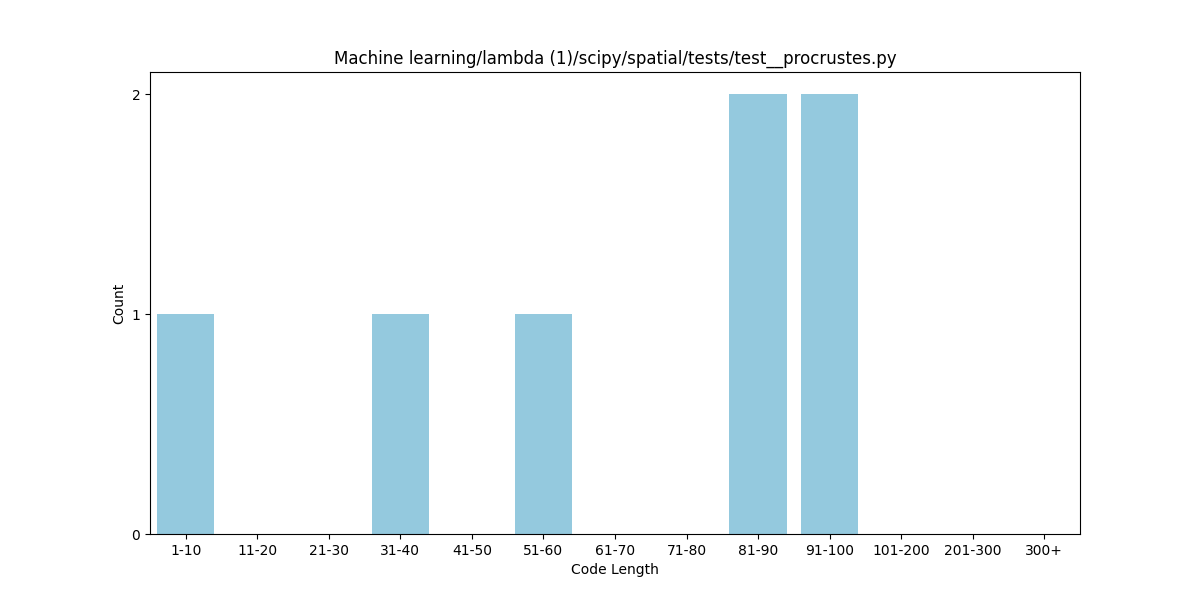 Machine learning/lambda (1)/scipy/spatial/tests/test__procrustes.py
2
1
0
Count
1-10 11-20 21-30 31-40 41-50 51-60 61-70 71-80 81-90 91-100 101-200 201-300 300+
Code Length